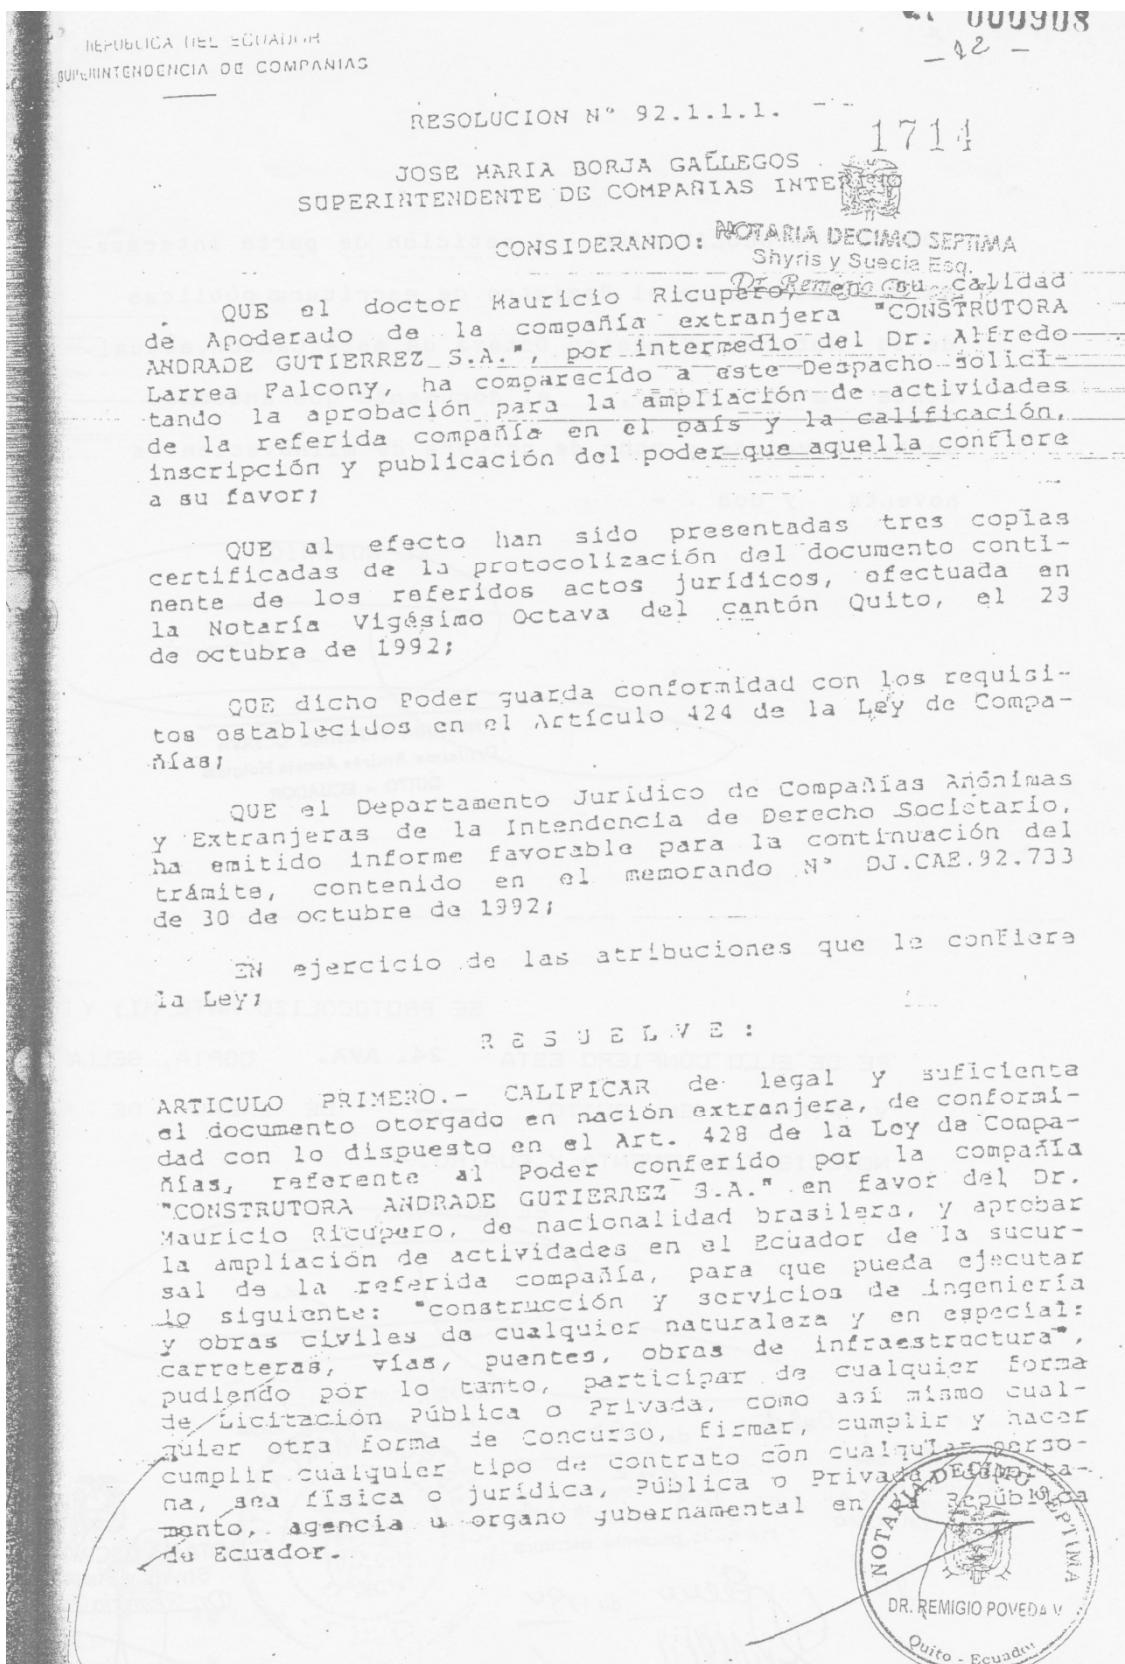 000908
-12-
REPUBLICA DEL ECUADOR
SUPERINTENDENCIA DE COMPAÑIAS
RESOLUCION N° 92.1.1.1.
1714
JOSE MARIA BORJA GALLEGOS
SUPERINTENDENTE DE COMPAÑIAS INTERINO
CONSIDERANDO:
NOTARIA DECIMO SEPTIMA
Shyris y Suecia Esq.
QUE el doctor Mauricio Ricupero, en su calidad
de Apoderado de la compañía extranjera "CONSTRUTORA
ANDRADE GUTIERREZ S.A.", por intermedio del Dr. Alfredo
Larrea Falcony, ha comparecido a este Despacho solici-
tando la aprobación para la ampliación de actividades
de la referida compañía en el país y la calificación,
inscripción y publicación del poder que aquella confiere
a su favor;
QUE al efecto han sido presentadas tres copias
certificadas de la protocolización del documento conti-
nente de los referidos actos jurídicos, efectuada en
la Notaría Vigésimo Octava del cantón Quito, el 23
de octubre de 1992;
QUE dicho Poder guarda conformidad con los requisi-
tos establecidos en el Artículo 424 de la Ley de Compa-
ñías;
QUE el Departamento Jurídico de Compañías Anónimas
y Extranjeras de la Intendencia de Derecho Societario,
ha emitido informe favorable para la continuación del
trámite, contenido en el memorando N° DJ.CAE.92.733
de 30 de octubre de 1992;
EN ejercicio de las atribuciones que le confiere
la Ley;
R E S U E L V E :
ARTICULO PRIMERO.- CALIFICAR de legal y suficiente
el documento otorgado en nación extranjera, de conformi-
dad con lo dispuesto en el Art. 428 de la Ley de Compa-
ñías, referente al Poder conferido por la compañía
"CONSTRUTORA ANDRADE GUTIERREZ S.A." en favor del Dr.
Mauricio Ricupero, de nacionalidad brasilera, y aprobar
la ampliación de actividades en el Ecuador de la sucur-
sal de la referida compañía, para que pueda ejecutar
lo siguiente: "construcción y servicios de ingeniería
y obras civiles de cualquier naturaleza y en especial:
carreteras, vías, puentes, obras de infraestructura",
pudiendo por lo tanto, participar de cualquier forma
de Licitación Pública o Privada, como así mismo cual-
quier otra forma de Concurso, firmar, cumplir y hacer
cumplir cualquier tipo de contrato con cualquier perso-
na, sea física o jurídica, Pública o Privada, departa-
mento, agencia u organo gubernamental en la República
de Ecuador.
NOTARIA DECIMO SEPTIMA
DR. REMIGIO POVEDA V.
Quito - Ecuador